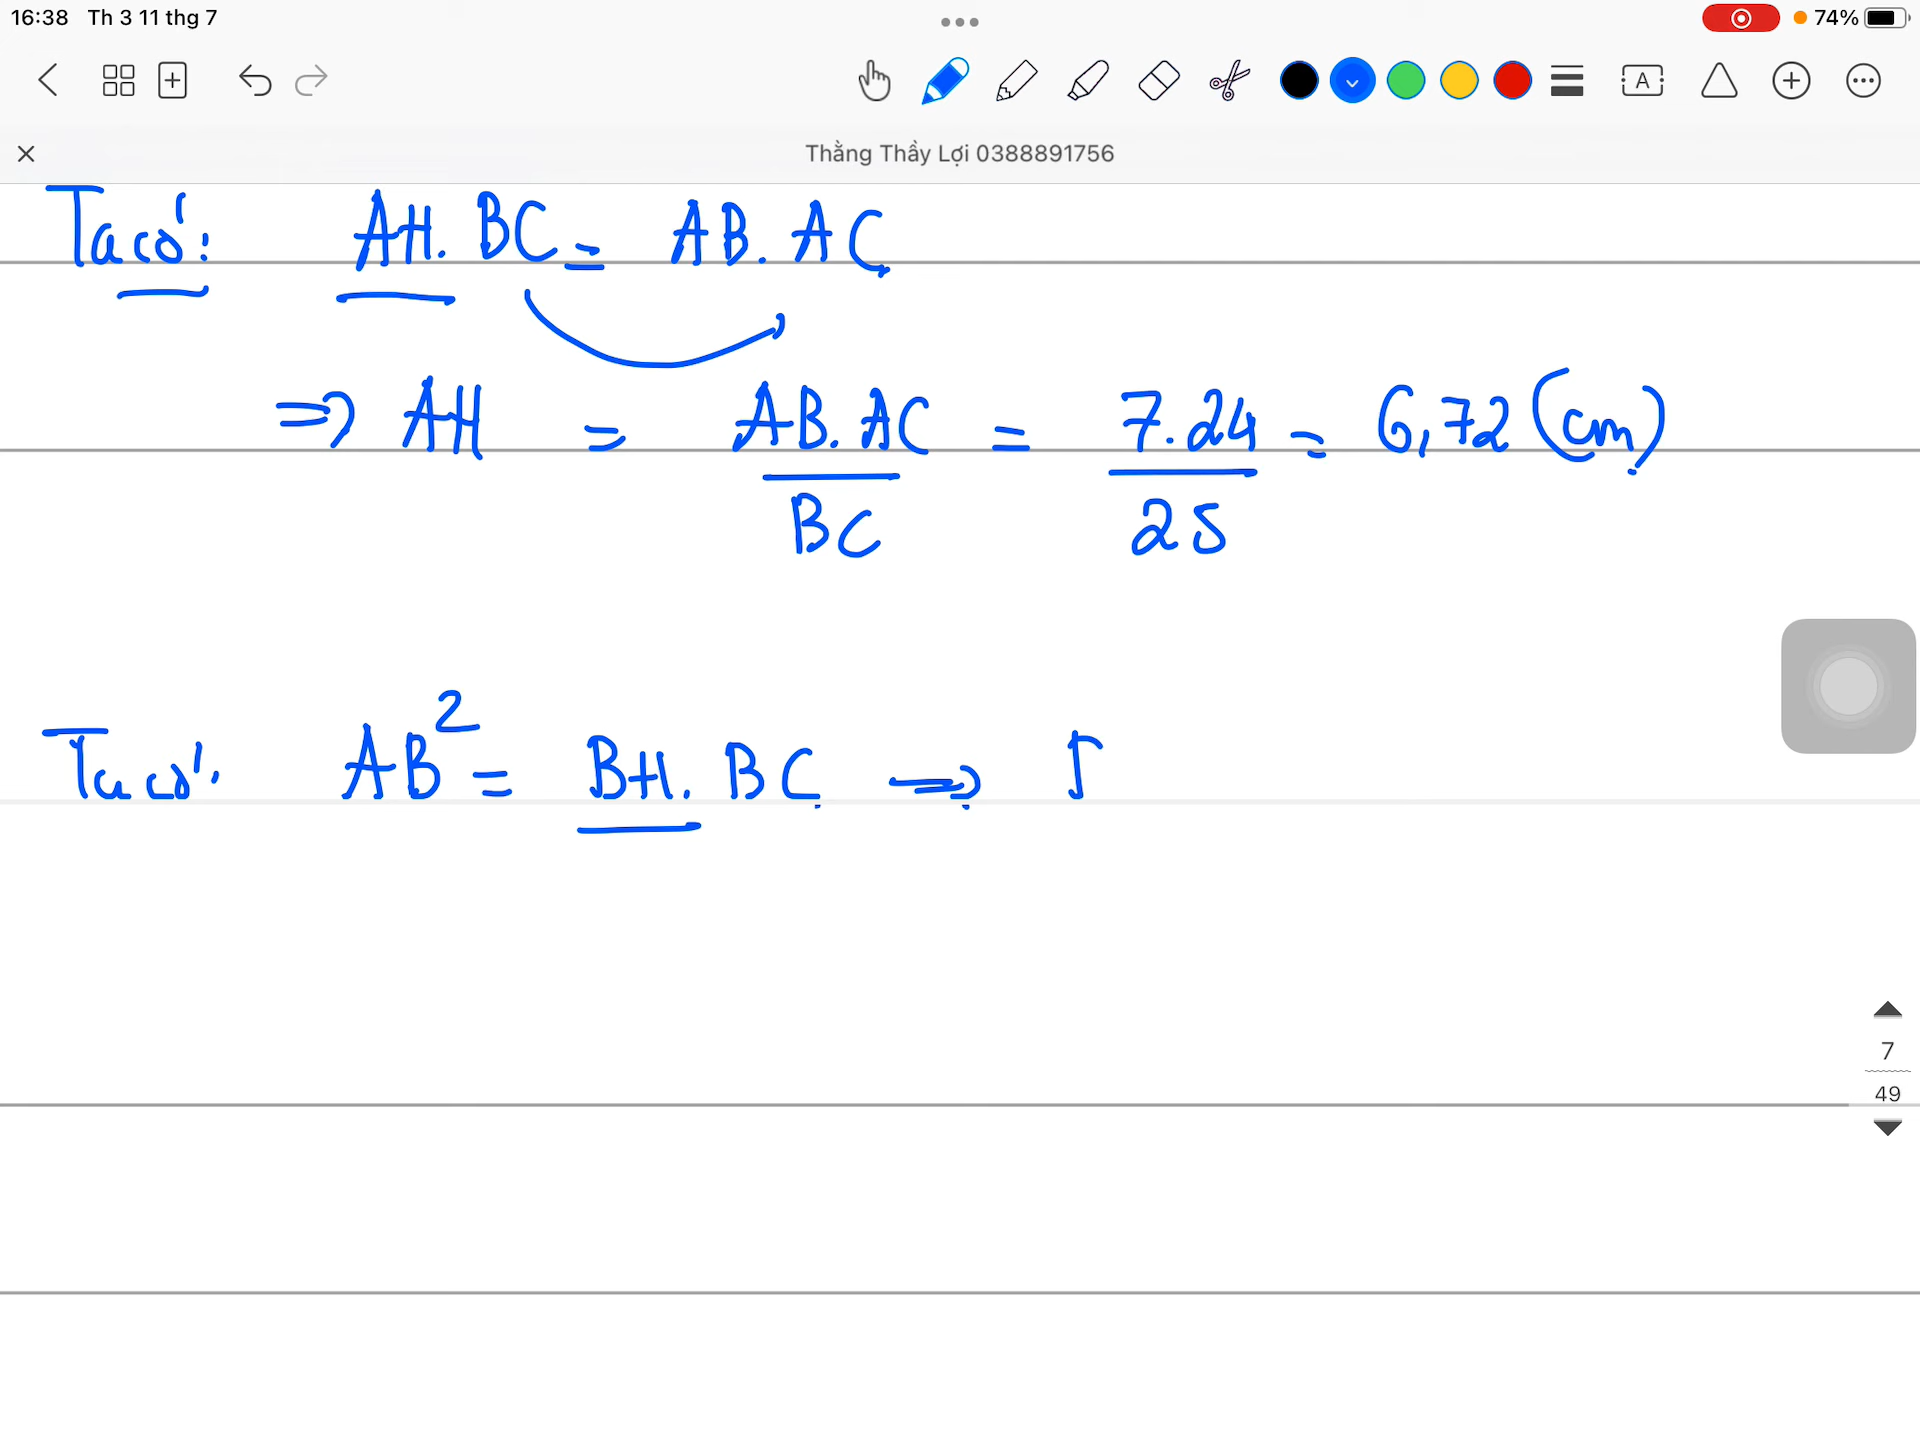 16:38 Th 3 11 thg 7 74%
A
Thằng Thầy Lợi 0388891756
Ta có: AH. BC = AB. AC
=> AH = AB. AC / BC = 7.24 / 25 = 6,72 (cm)
Ta có: AB² = BH. BC =>
7
49